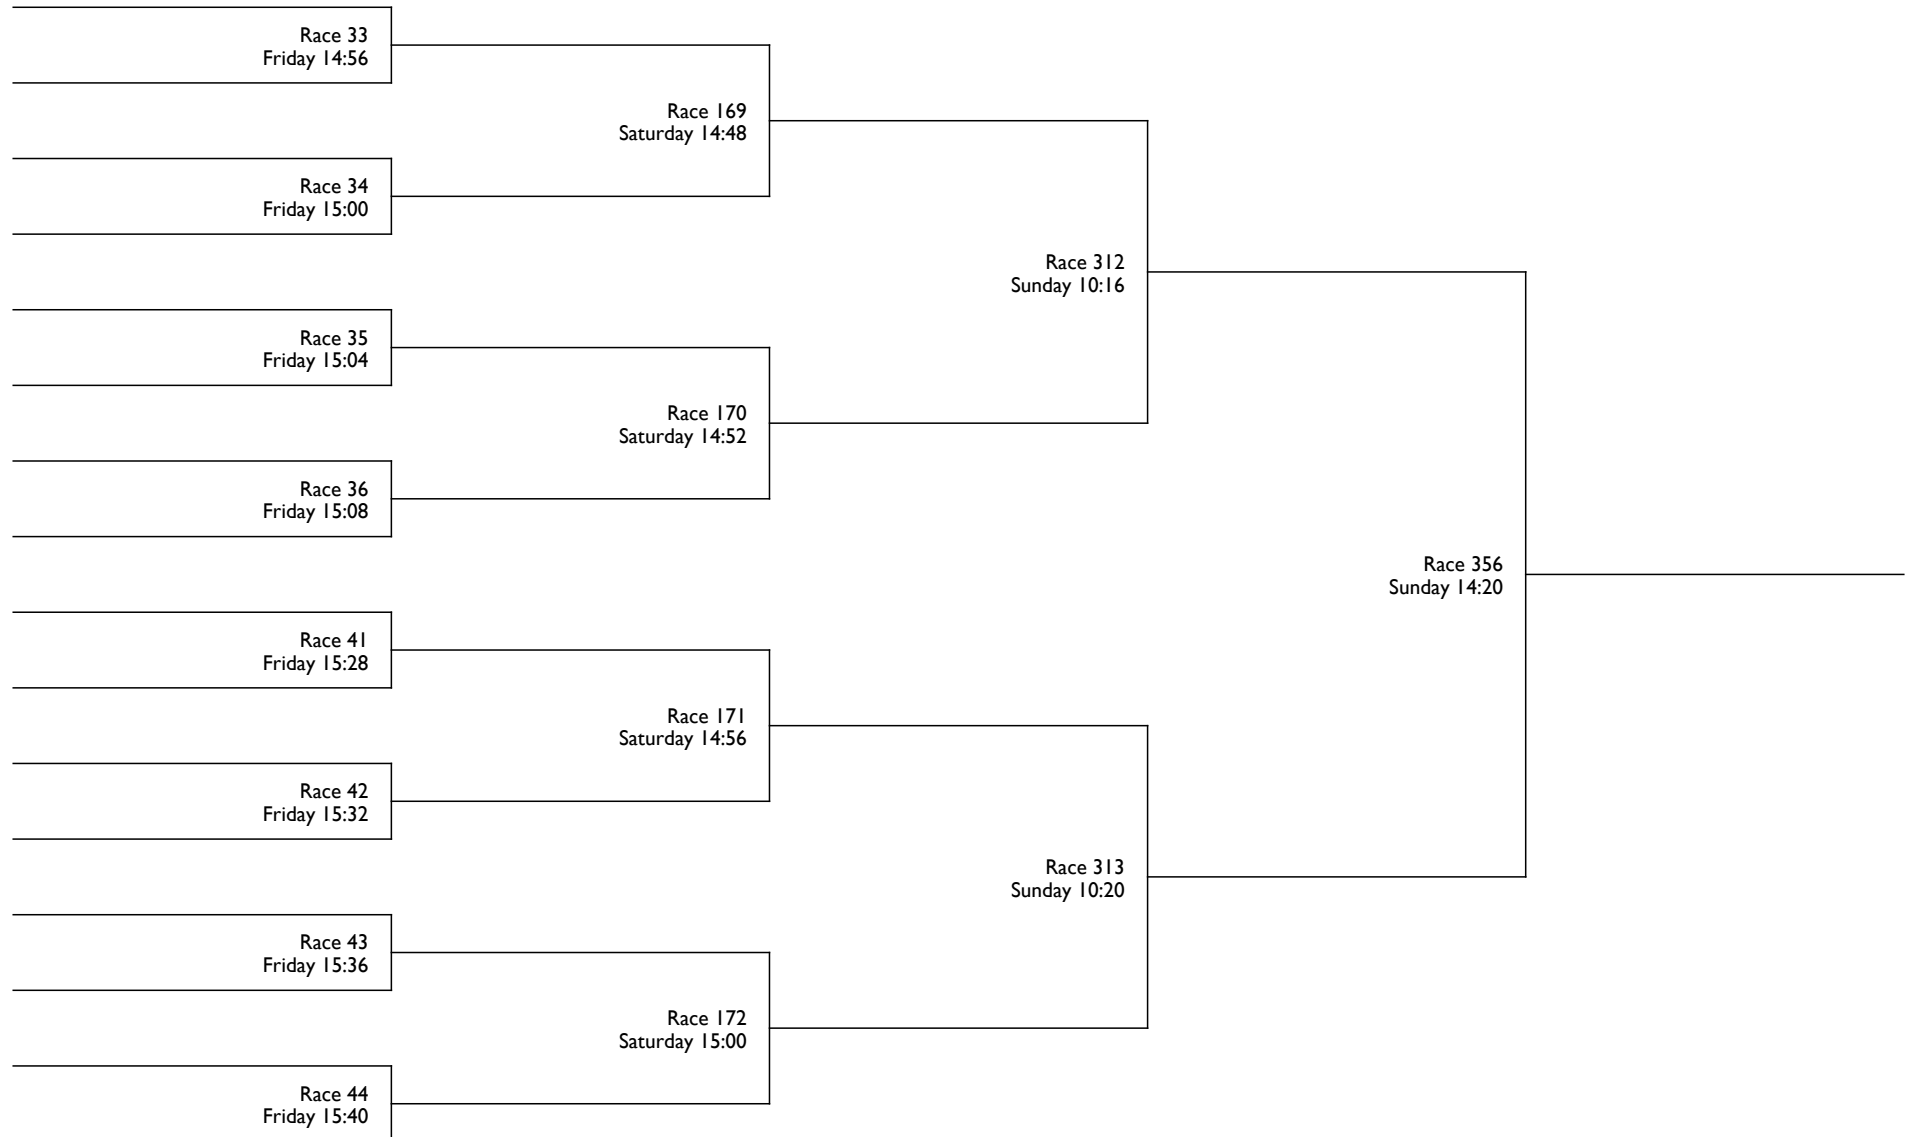 Race 33
Friday 14:56
Race 169
Saturday 14:48
Race 34
Friday 15:00
Race 312
Sunday 10:16
Race 35
Friday 15:04
Race 170
Saturday 14:52
Race 36
Friday 15:08
Race 356
Sunday 14:20
Race 41
Friday 15:28
Race 171
Saturday 14:56
Race 42
Friday 15:32
Race 313
Sunday 10:20
Race 43
Friday 15:36
Race 172
Saturday 15:00
Race 44
Friday 15:40